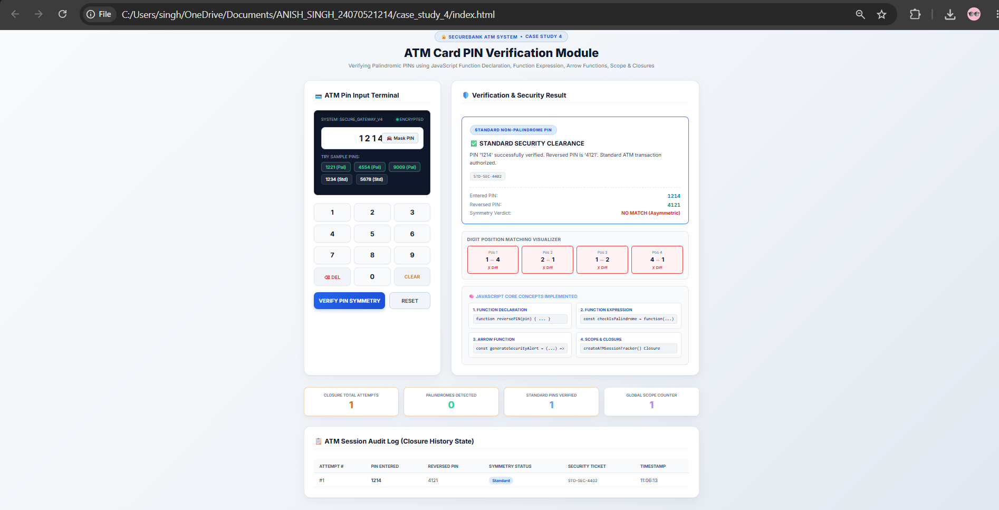 File C:/Users/singh/OneDrive/Documents/ANISH_SINGH_24070521214/case_study_4/index.html
SECUREBANK ATM SYSTEM • CASE STUDY 4
ATM Card PIN Verification Module
Verifying Palindromic PINs using JavaScript Function Declaration, Function Expression, Arrow Functions, Scope & Closures
ATM Pin Input Terminal
SYSTEM: SECURE_GATEWAY_V4 ENCRYPTED
1214 Mask PIN
TRY SAMPLE PINS:
1221 (Pal) 4554 (Pal) 9009 (Pal)
1234 (Std) 5678 (Std)
1 2 3
4 5 6
7 8 9
⌫ DEL 0 CLEAR
VERIFY PIN SYMMETRY RESET
Verification & Security Result
STANDARD NON-PALINDROME PIN
✅ STANDARD SECURITY CLEARANCE
PIN '1214' successfully verified. Reversed PIN is '4121'. Standard ATM transaction
authorized.
STD-SEC-4402
Entered PIN: 1214
Reversed PIN: 4121
Symmetry Verdict: NO MATCH (Asymmetric)
DIGIT POSITION MATCHING VISUALIZER
Pos 1 Pos 2 Pos 3 Pos 4
1 ↔ 4 2 ↔ 1 1 ↔ 2 4 ↔ 1
✗ Diff ✗ Diff ✗ Diff ✗ Diff
JAVASCRIPT CORE CONCEPTS IMPLEMENTED
1. FUNCTION DECLARATION
function reversePIN(pin) { ... }
2. FUNCTION EXPRESSION
const checkIsPalindrome = function(...)
3. ARROW FUNCTION
const generateSecurityAlert = (...) =>
4. SCOPE & CLOSURE
createATMSessionTracker() Closure
CLOSURE TOTAL ATTEMPTS
1
PALINDROMES DETECTED
0
STANDARD PINS VERIFIED
1
GLOBAL SCOPE COUNTER
1
ATM Session Audit Log (Closure History State)
ATTEMPT # PIN ENTERED REVERSED PIN SYMMETRY STATUS SECURITY TICKET TIMESTAMP
#1 1214 4121 Standard STD-SEC-4402 11:06:13